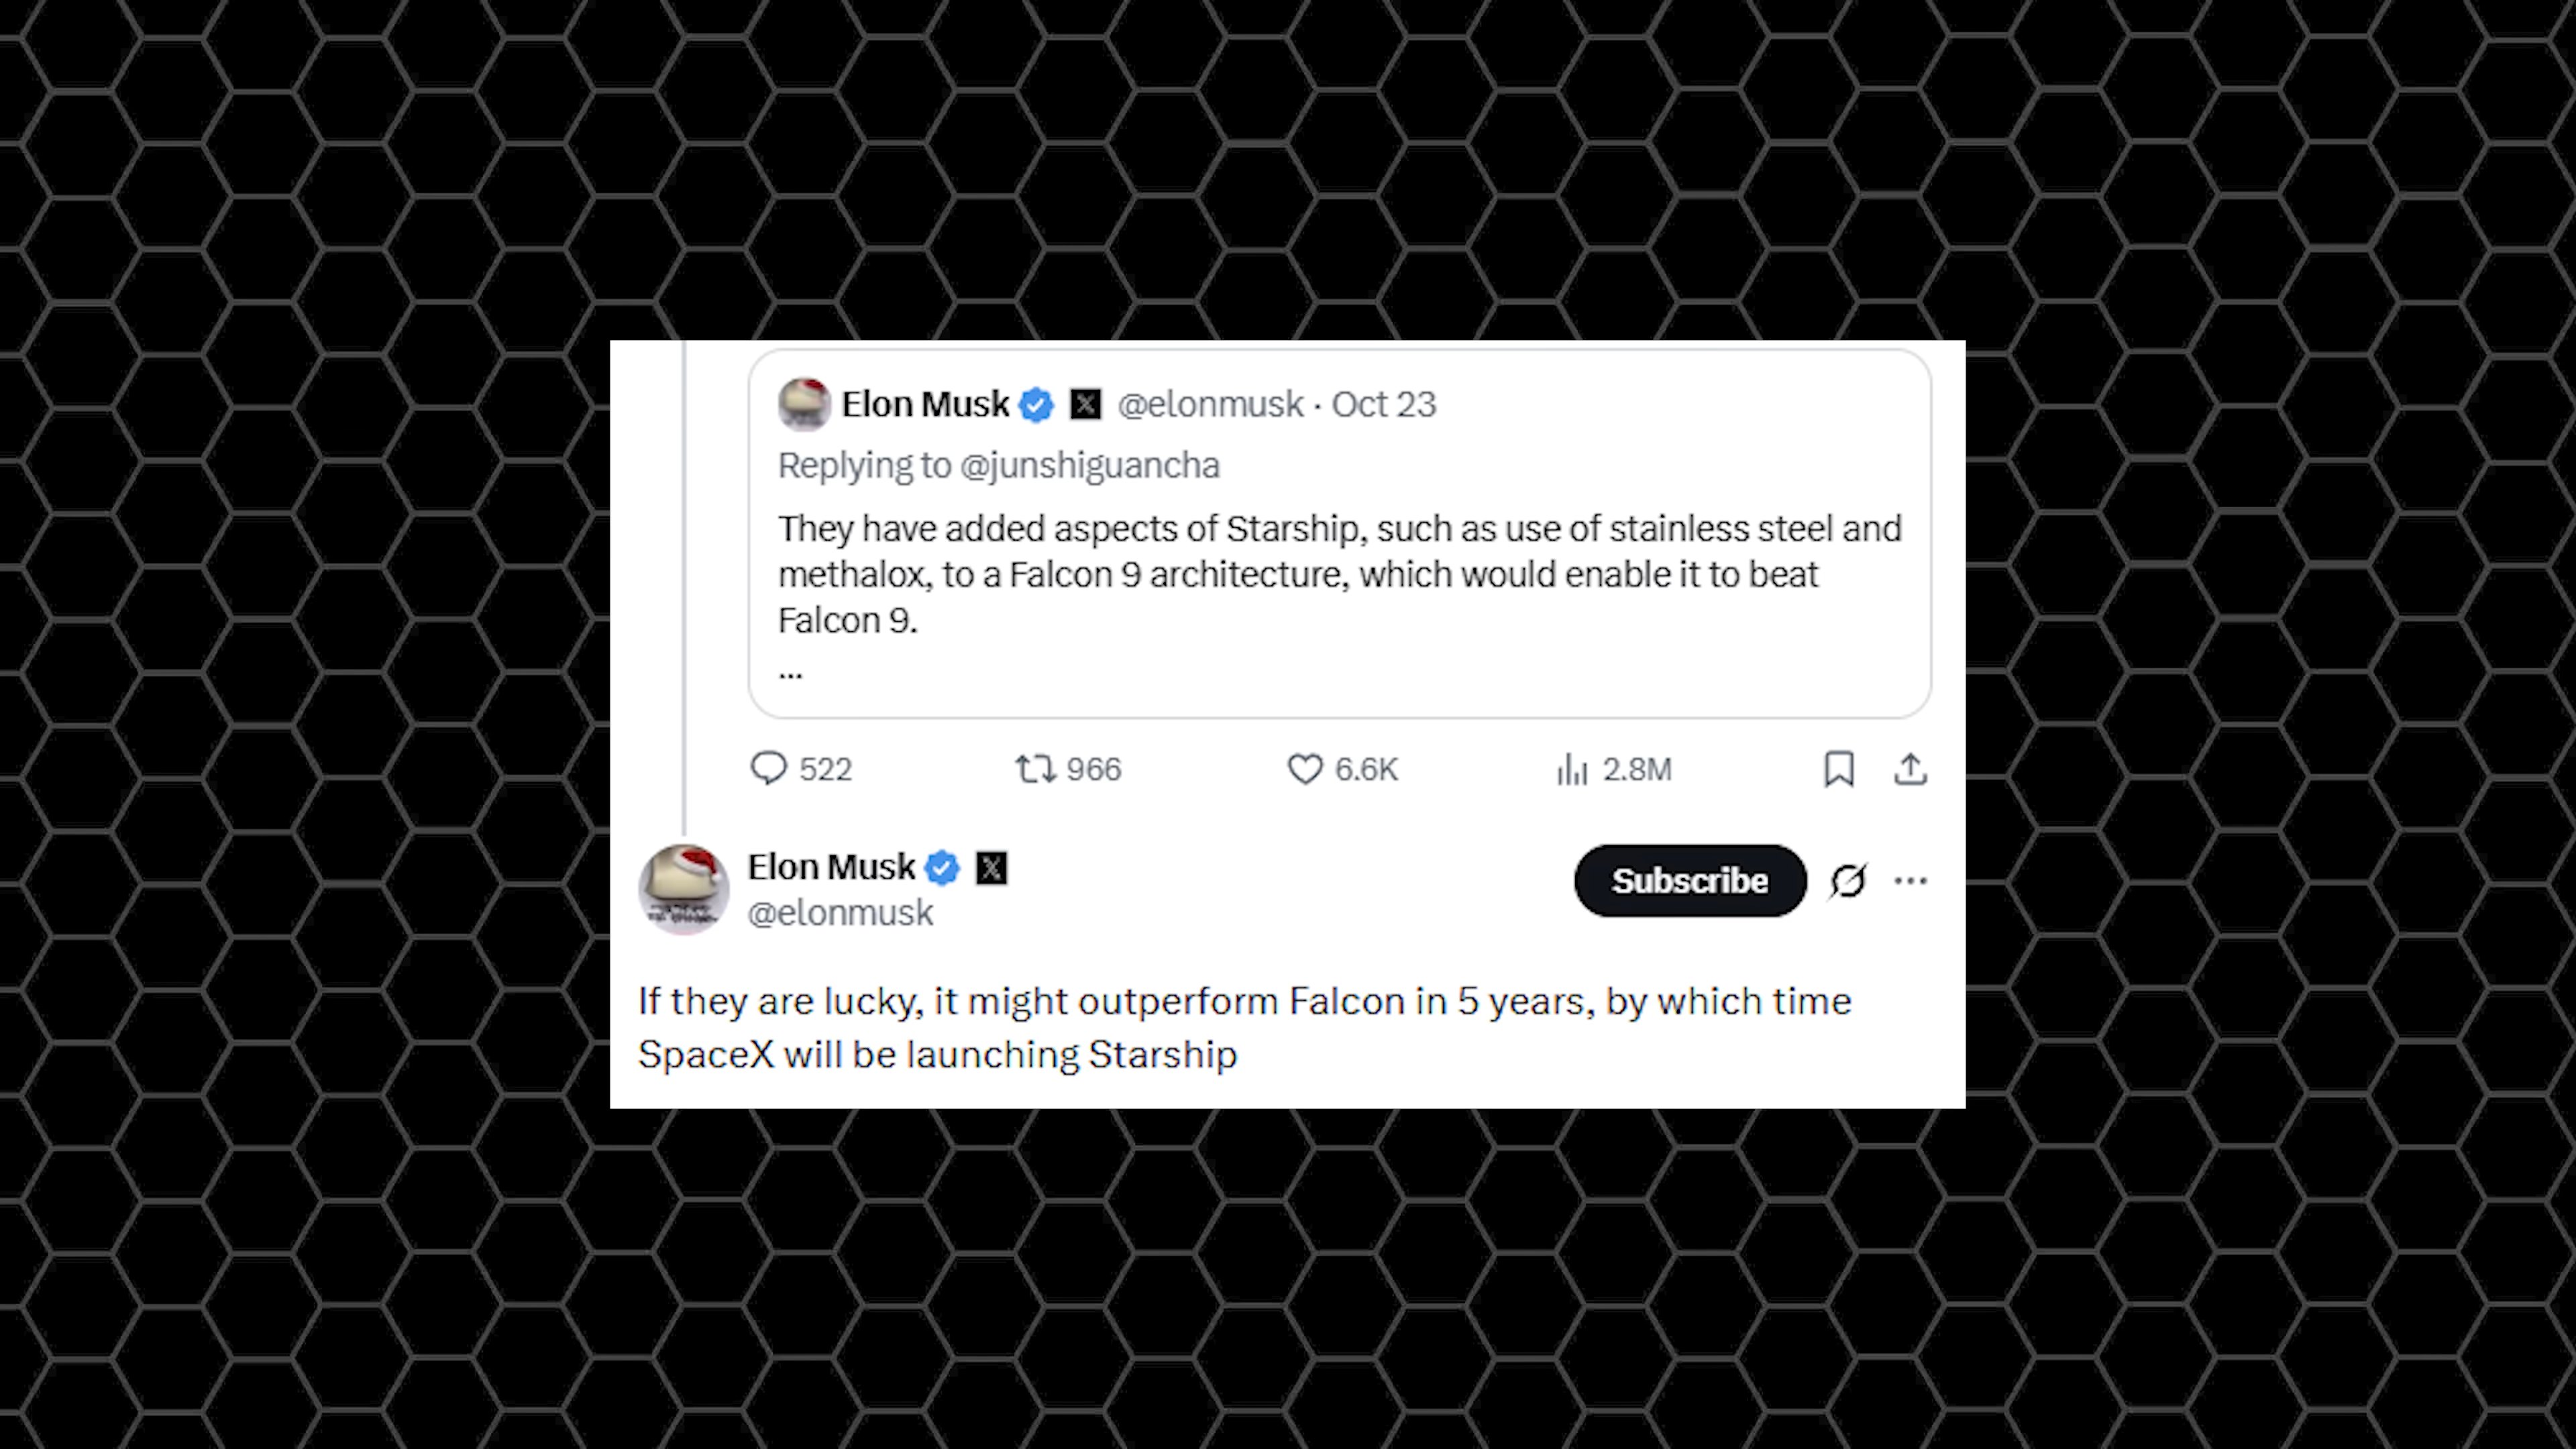 Elon Musk @elonmusk · Oct 23
Replying to @junshiguancha
They have added aspects of Starship, such as use of stainless steel and
methalox, to a Falcon 9 architecture, which would enable it to beat
Falcon 9.
...
522 966 6.6K 2.8M
Elon Musk
@elonmusk
Subscribe
If they are lucky, it might outperform Falcon in 5 years, by which time
SpaceX will be launching Starship